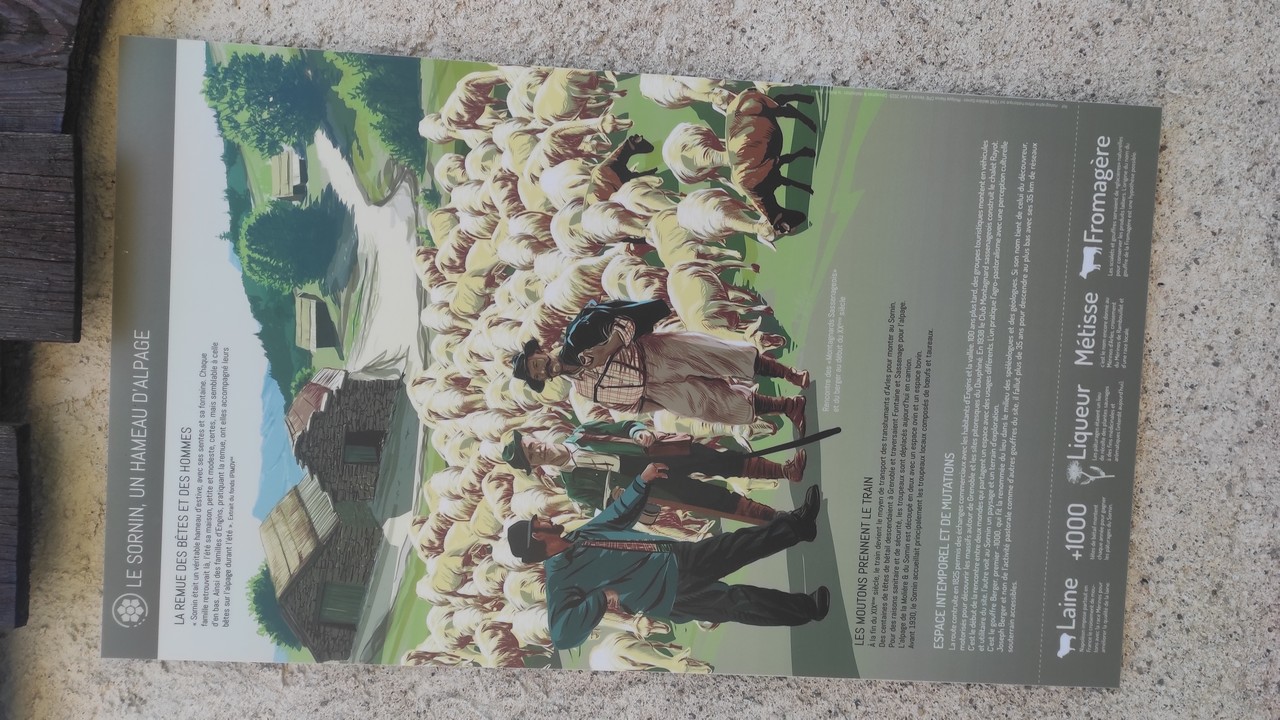 LE SORNIN, UN HAMEAU D'ALPAGE
LA REMUE DES BÊTES ET DES HOMMES
« Sornin était un véritable hameau d'estive, avec ses sentes et sa fontaine. Chaque
famille retrouvait là, l'été sa maison, petite et modeste, certes, mais semblable à celle
d'en bas. Ainsi des familles d'Engins, pratiquant la remue, ont elles accompagné leurs
bêtes sur l'alpage durant l'été ». Extrait du fonds
Rencontre des «Montagnards Sassenageois»
et du berger au début du XXème siècle
LES MOUTONS PRENNENT LE TRAIN
À la fin du XIXème siècle, le train devient le moyen de transport des transhumants d'Arles pour monter au Sornin.
Des centaines de têtes de bétail descendaient à Grenoble et traversaient Fontaine et Sassenage pour l'alpage.
Pour des raisons sanitaire et de sécurité, les troupeaux sont déplacés aujourd'hui en camion.
L'alpage de la Molière & du Sornin est découpé en deux avec un espace ovin et un espace bovin.
Avant 1930, le Sornin accueillait principalement les troupeaux locaux composés de bœufs et taureaux.
ESPACE INTEMPOREL ET DE MUTATIONS
La route contruite en 1825 permis des échanges commerciaux avec les habitants d'Engins et la vallée. 100 ans plus tard, des groupes touristiques montent en véhicules
motorisés pour découvrir les massifs autour de Grenoble et les sites pitoresques du Dauphiné. En 1938 le Club Montagnard sassenageois construit le chalet Rayot.
C'est le début de la rencontre entre deux mondes qui partagent un espace avec des usages différents. L'un pratique l'agro-pastoralisme avec une perception culturelle
et utilitaire du site, l'autre voit au Sornin un paysage et un terrain d'exploration.
C'est le gouffre Berger, premier -1000, qui fit la renommée du lieu dans le milieu des spéléologues et des géologues. Si son nom tient de celui du découvreur,
Joseph Berger et non de l'activité pastorale comme d'autres gouffres du site, il fallut plus de 35 ans pour descendre au plus bas avec ses 35 km de réseaux
souterrain accessibles.
Laine
Napoléon impose partout en
France le croisement de mou-
tons avec la race Merinos pour
améliorer la qualité de la laine
+1000
têtes de bétail montent
chaque année pour gagner
les pâturages du Sornin.
Liqueur
Les pâturages étaient un lieu
de récolte des plantes sauvages
à des fins médicinales et
aromatiques (interdit aujourd'hui).
Métisse
c'est le nom encore donné au
Mérinos d'Arles, croisement
du Merinos de Rambouillet et
d'une race locale.
Fromagère
Les scialets et gouffres servaient de naturelles
pour conserver les produits laitiers. L'origine du nom du
gouffre de la Fromagère est une hypothèse possible.